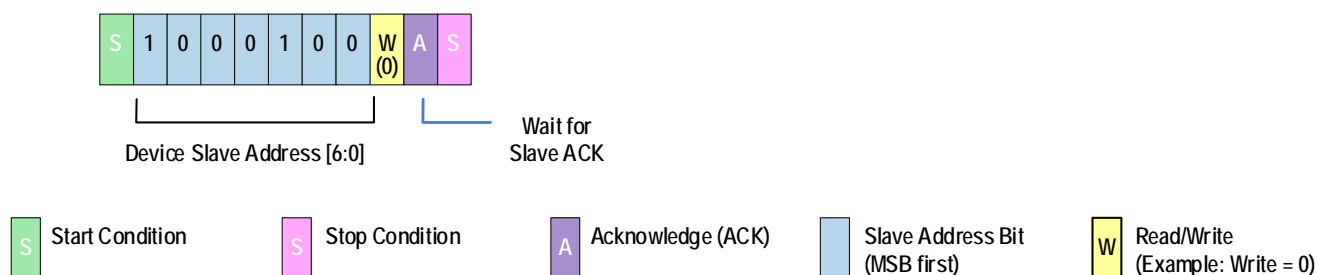 S 1 0 0 0 1 0 0 W A S
(0)
Wait for
Slave ACK
Device Slave Address [6:0]
S Start Condition S Stop Condition A Acknowledge (ACK) Slave Address Bit W Read/Write
(MSB first) (Example: Write = 0)